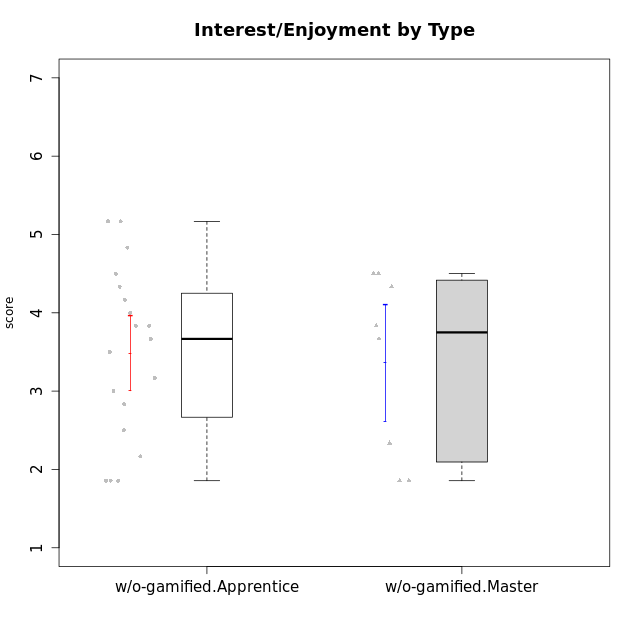 Interest/Enjoyment by Type
7
6
5
4
3
2
1
score
w/o-gamified.Apprentice
w/o-gamified.Master